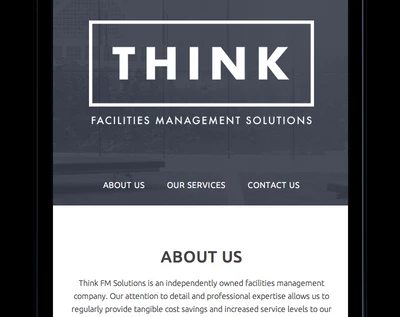 THINK
FACILITIES MANAGEMENT SOLUTIONS
ABOUT US OUR SERVICES CONTACT US
ABOUT US
Think FM Solutions is an independently owned facilities management
company. Our attention to detail and professional expertise allows us to
regularly provide tangible cost savings and increased service levels to our